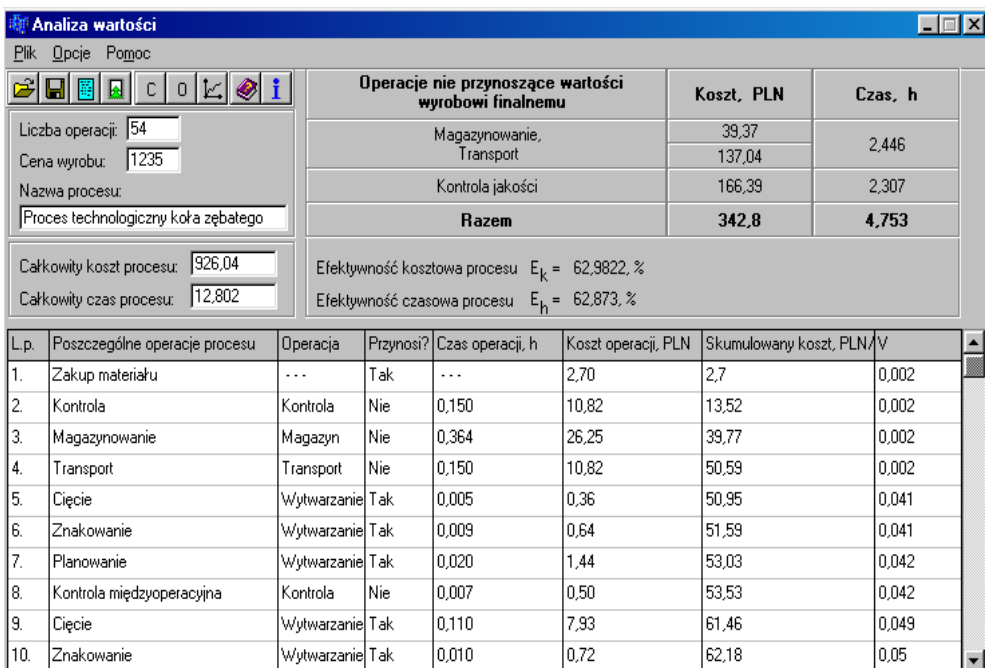 Analiza wartości
Plik Opcje Pomoc
C O i
Liczba operacji: 54
Cena wyrobu: 1235
Nazwa procesu:
Proces technologiczny koła zębatego
Całkowity koszt procesu: 926,04
Całkowity czas procesu: 12,802
Operacje nie przynoszące wartości
wyrobowi finalnemu
Koszt, PLN Czas, h
Magazynowanie,
Transport
39,37
137,04
2,446
Kontrola jakości 166,39 2,307
Razem 342,8 4,753
Efektywność kosztowa procesu Ek = 62,9822, %
Efektywność czasowa procesu Eh = 62,873, %
L.p. Poszczególne operacje procesu Operacja Przynosi? Czas operacji, h Koszt operacji, PLN Skumulowany koszt, PLN/ V
1. Zakup materiału --- Tak --- 2,70 2,7 0,002
2. Kontrola Kontrola Nie 0,150 10,82 13,52 0,002
3. Magazynowanie Magazyn Nie 0,364 26,25 39,77 0,002
4. Transport Transport Nie 0,150 10,82 50,59 0,002
5. Cięcie Wytwarzanie Tak 0,005 0,36 50,95 0,041
6. Znakowanie Wytwarzanie Tak 0,009 0,64 51,59 0,041
7. Planowanie Wytwarzanie Tak 0,020 1,44 53,03 0,042
8. Kontrola międzyoperacyjna Kontrola Nie 0,007 0,50 53,53 0,042
9. Cięcie Wytwarzanie Tak 0,110 7,93 61,46 0,049
10. Znakowanie Wytwarzanie Tak 0,010 0,72 62,18 0,05